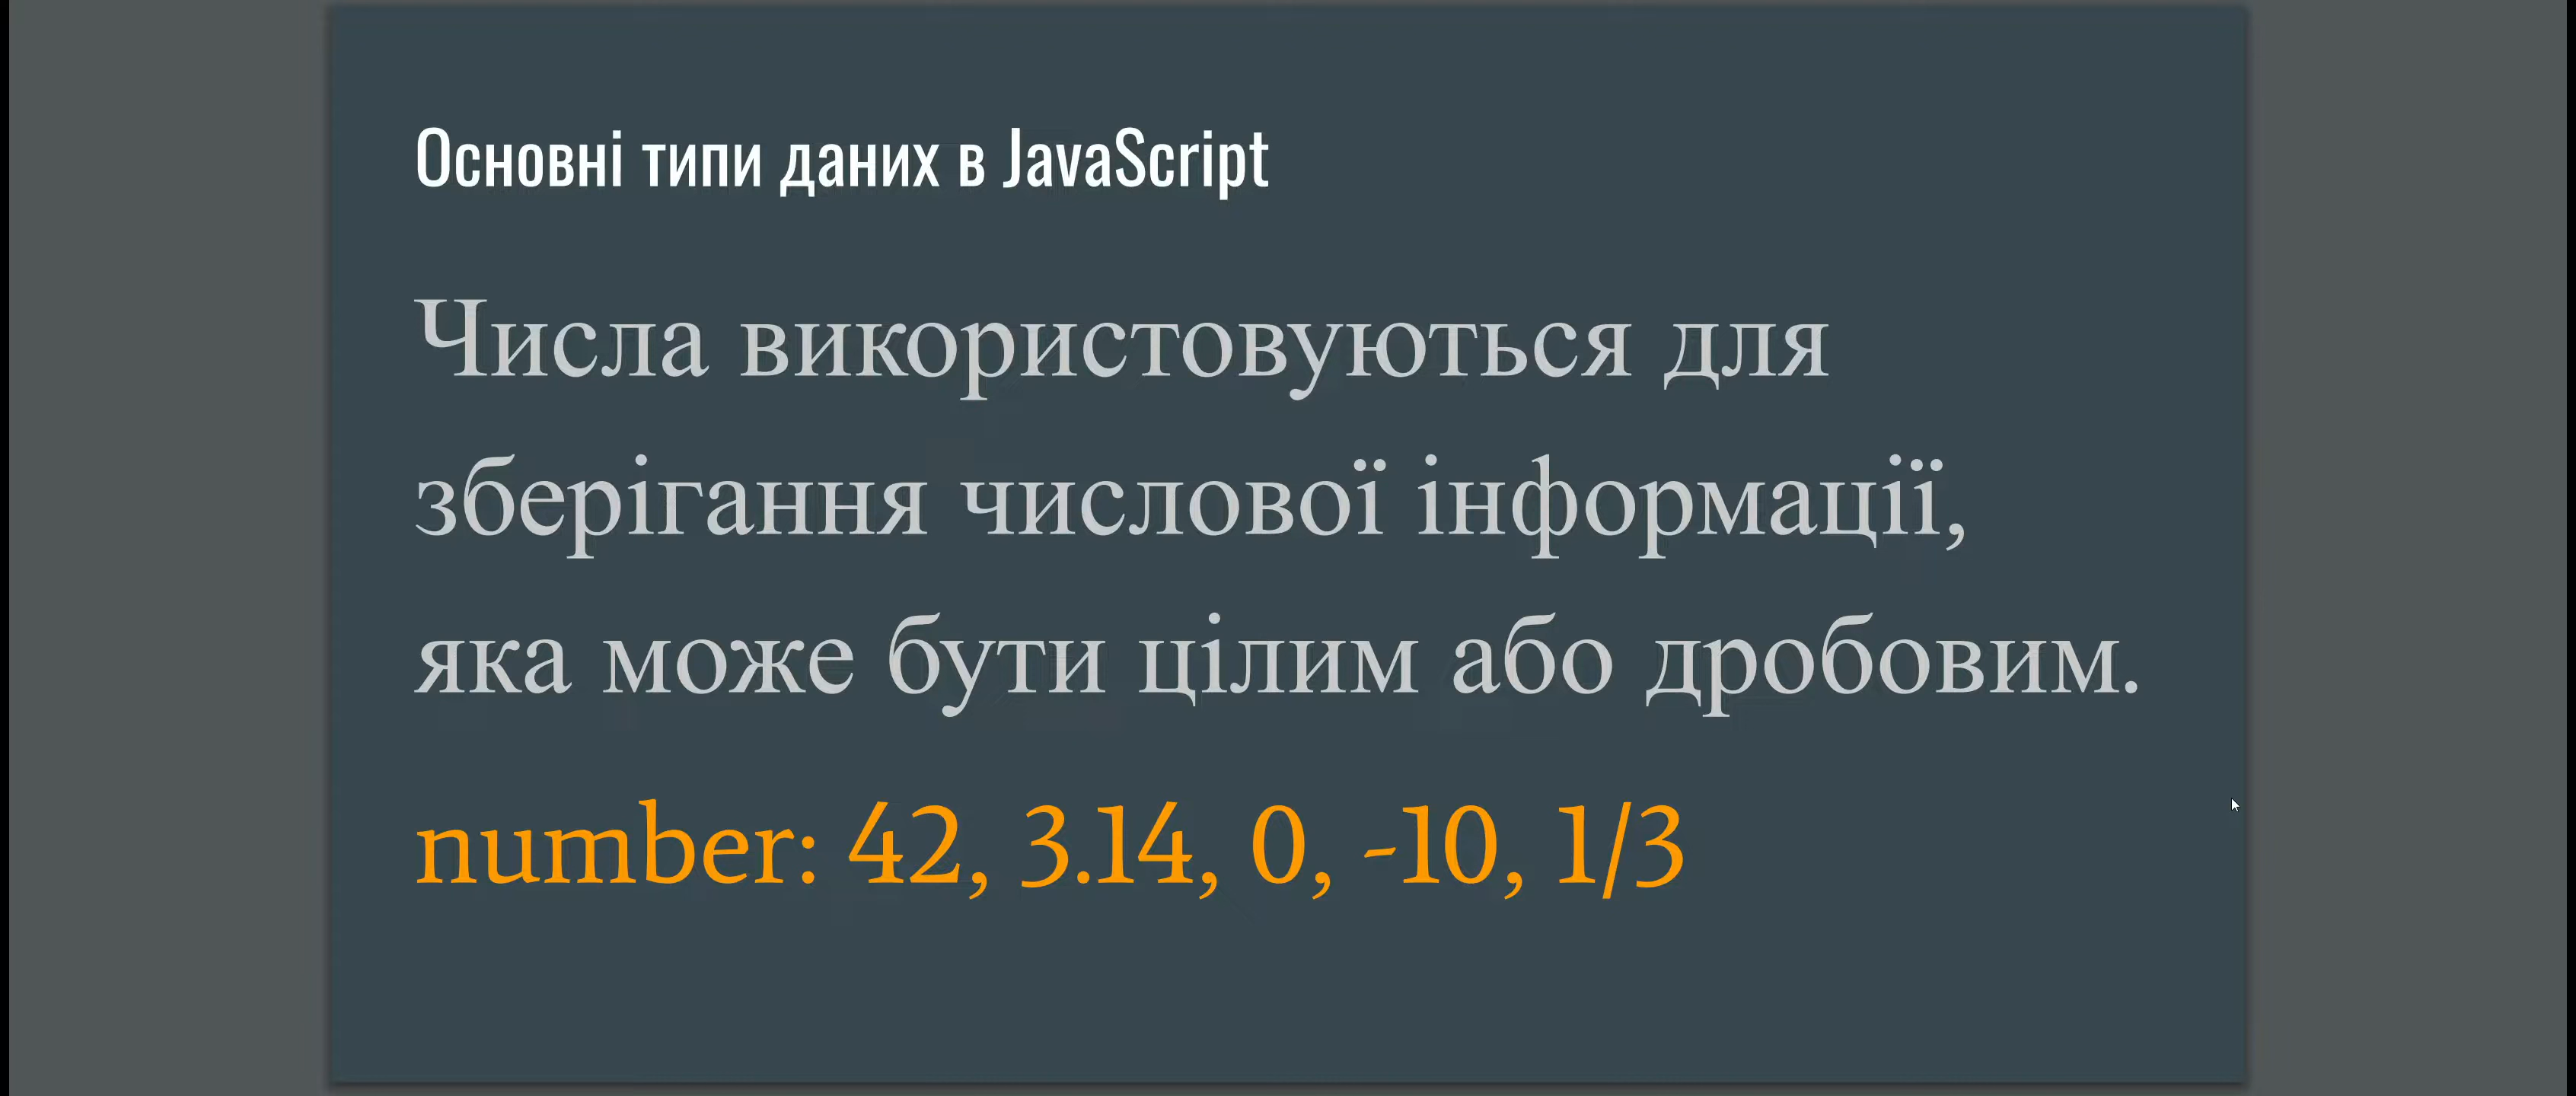 Основні типи даних в JavaScript
Числа використовуються для
зберігання числової інформації,
яка може бути цілим або дробовим.
number: 42, 3.14, 0, -10, 1/3